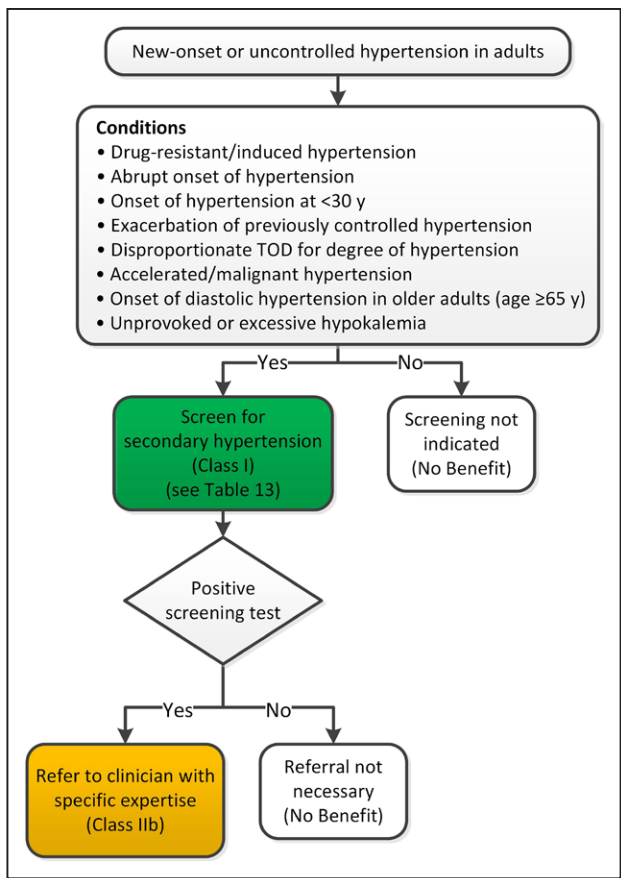 New-onset or uncontrolled hypertension in adults
Conditions
• Drug-resistant/induced hypertension
• Abrupt onset of hypertension
• Onset of hypertension at <30 y
• Exacerbation of previously controlled hypertension
• Disproportionate TOD for degree of hypertension
• Accelerated/malignant hypertension
• Onset of diastolic hypertension in older adults (age ≥65 y)
• Unprovoked or excessive hypokalemia
Yes
No
Screen for
secondary hypertension
(Class I)
(see Table 13)
Screening not
indicated
(No Benefit)
Positive
screening test
Yes
No
Refer to clinician with
specific expertise
(Class IIb)
Referral not
necessary
(No Benefit)